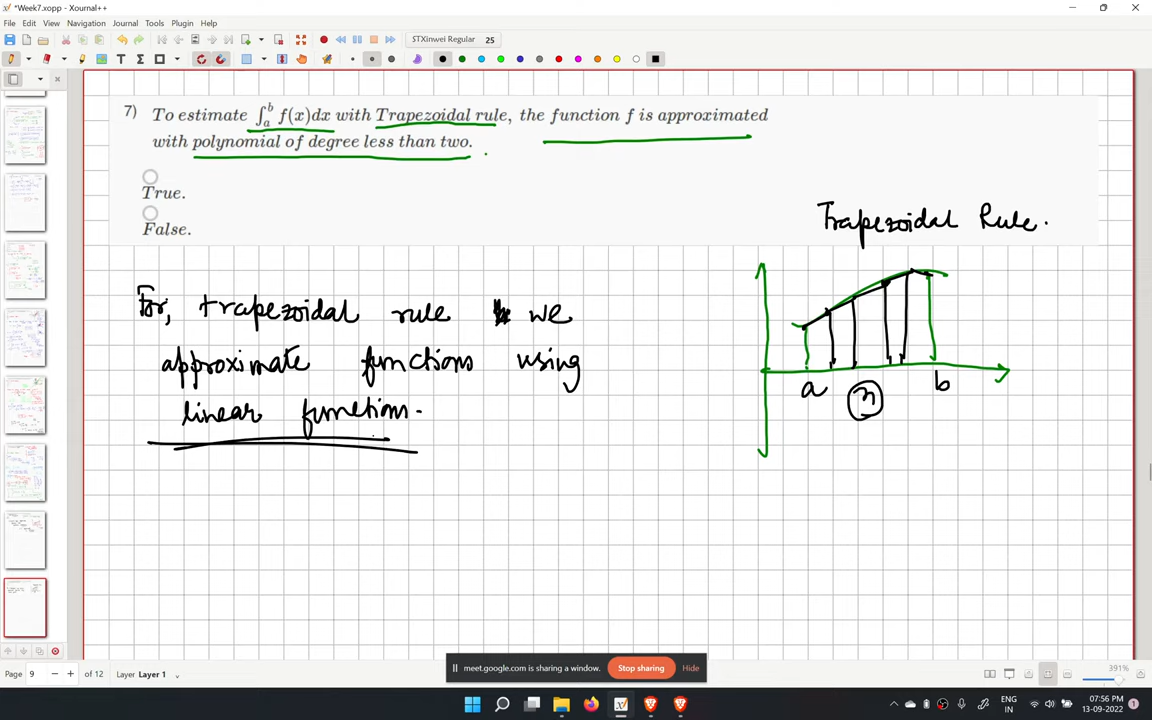 *Week7.xopp - Xournal++
File Edit View Navigation Journal Tools Plugin Help
STXinwei Regular 25
7) To estimate ∫ₐᵇ f(x)dx with Trapezoidal rule, the function f is approximated
with polynomial of degree less than two.
True.
False.
Trapezoidal Rule.
For, trapezoidal rule we
approximate functions using
linear function.
a n b
meet.google.com is sharing a window. Stop sharing Hide
Page 9 of 12 Layer Layer 1
391%
ENG
IN
07:56 PM
13-09-2022